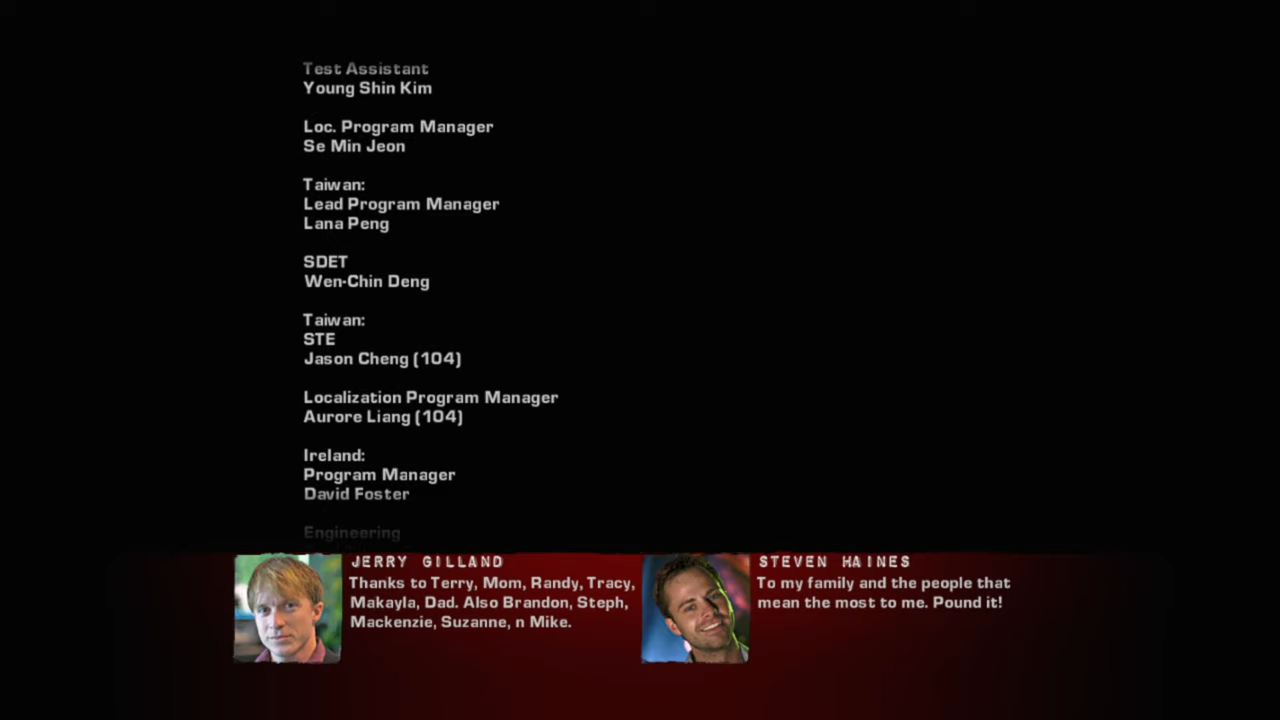 Test Assistant
Young Shin Kim
Loc. Program Manager
Se Min Jeon
Taiwan:
Lead Program Manager
Lana Peng
SDET
Wen-Chin Deng
Taiwan:
STE
Jason Cheng (104)
Localization Program Manager
Aurore Liang (104)
Ireland:
Program Manager
David Foster
Engineering
JERRY GILLAND
Thanks to Terry, Mom, Randy, Tracy,
Makayla, Dad. Also Brandon, Steph,
Mackenzie, Suzanne, n Mike.
STEVEN HAINES
To my family and the people that
mean the most to me. Pound it!